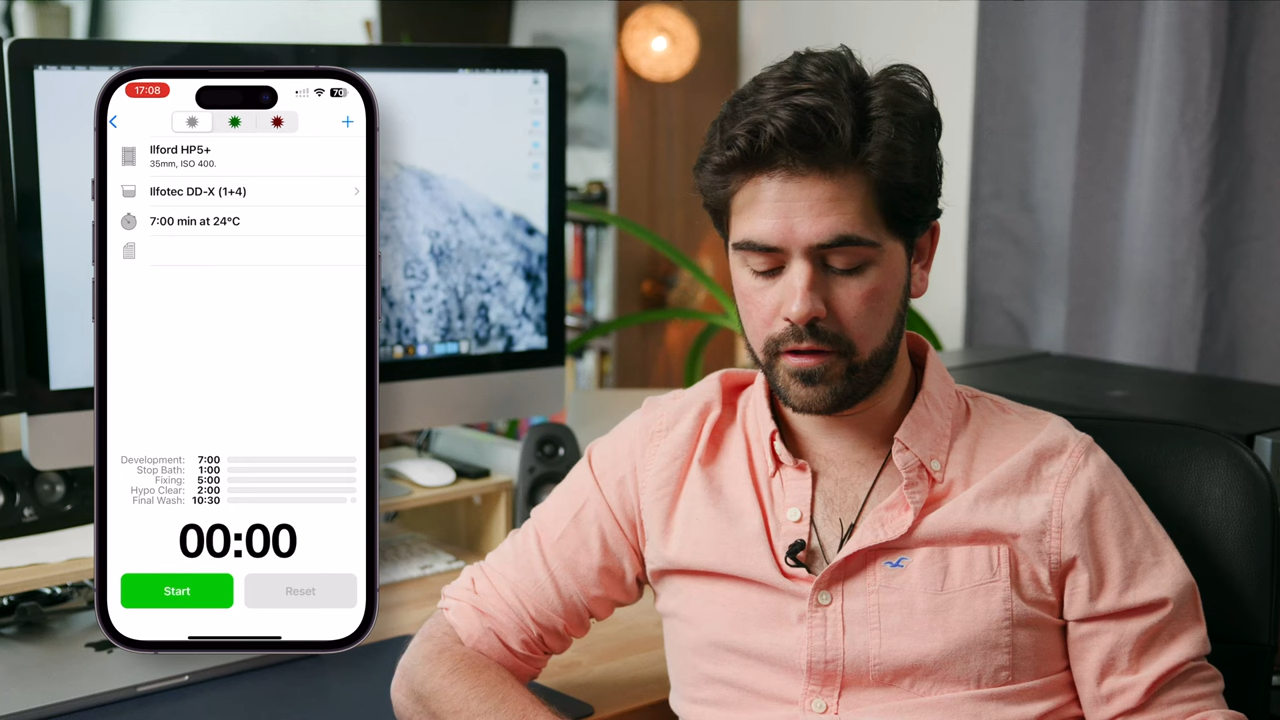 17:08
70
Ilford HP5+
35mm, ISO 400.
Ilfotec DD-X (1+4)
7:00 min at 24°C
Development: 7:00
Stop Bath: 1:00
Fixing: 5:00
Hypo Clear: 2:00
Final Wash: 10:30
00:00
Start Reset